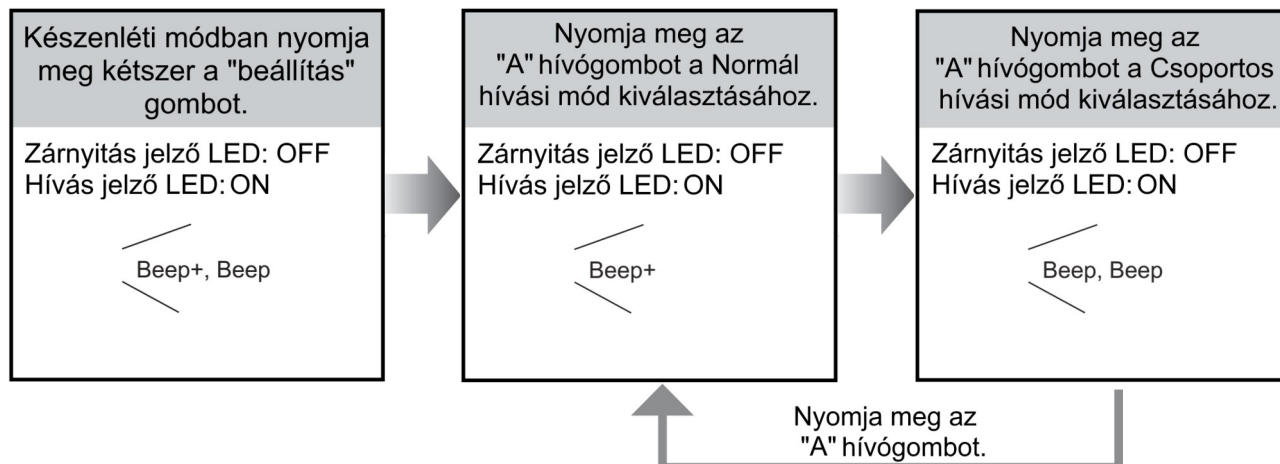 Készenléti módban nyomja
meg kétszer a "beállítás"
gombot.
Zárnyitás jelző LED: OFF
Hívás jelző LED: ON
Beep+, Beep
Nyomja meg az
"A" hívógombot a Normál
hívási mód kiválasztásához.
Zárnyitás jelző LED: OFF
Hívás jelző LED: ON
Beep+
Nyomja meg az
"A" hívógombot a Csoportos
hívási mód kiválasztásához.
Zárnyitás jelző LED: OFF
Hívás jelző LED: ON
Beep, Beep
Nyomja meg az
"A" hívógombot.